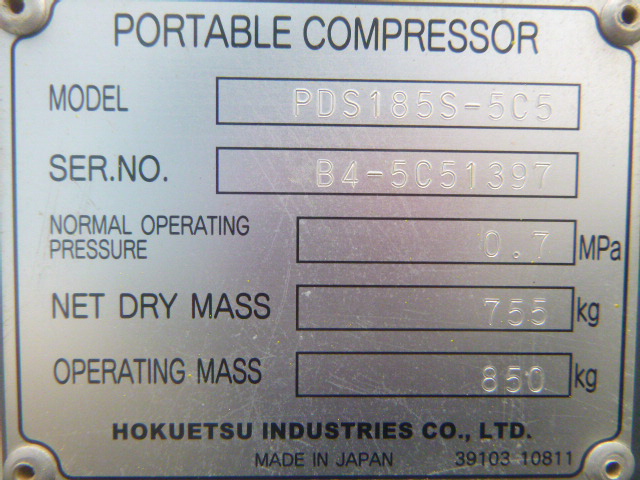 PORTABLE COMPRESSOR
MODEL PDS185S-5C5
SER.NO. B4-5C51397
NORMAL OPERATING
PRESSURE 0.7 MPa
NET DRY MASS 755 kg
OPERATING MASS 850 kg
HOKUETSU INDUSTRIES CO., LTD.
MADE IN JAPAN 39103 10811